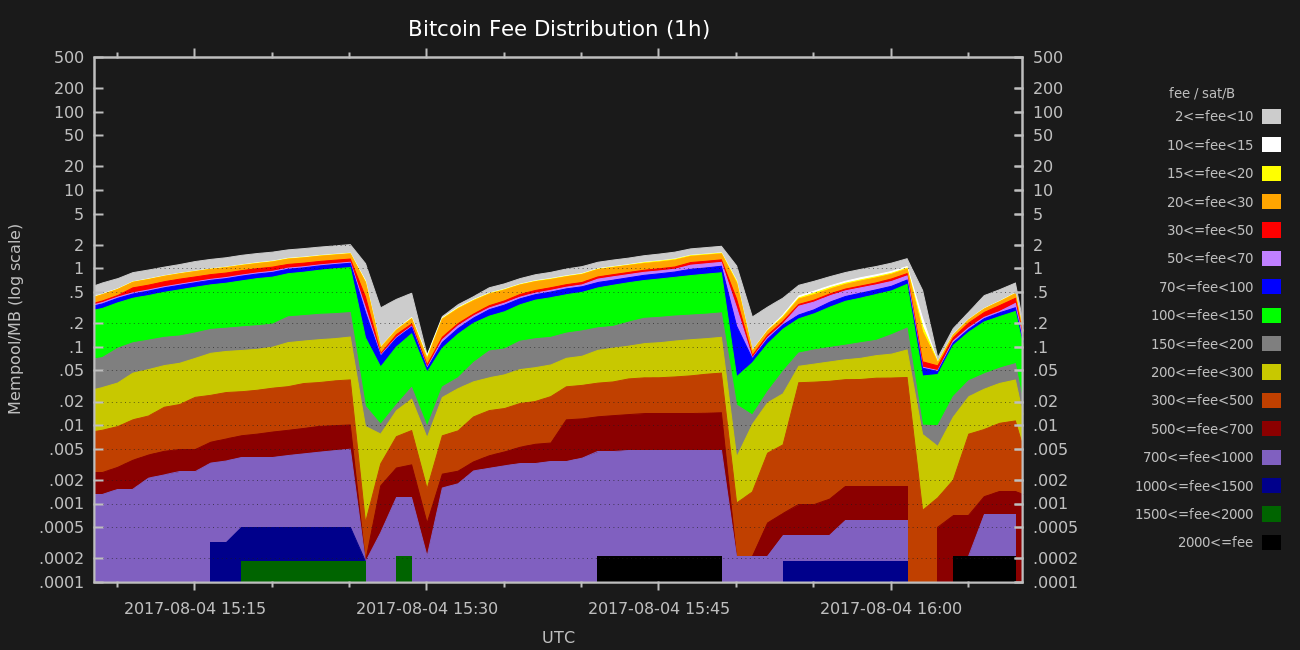 Bitcoin Fee Distribution (1h)
Mempool/MB (log scale)
500
200
100
50
20
10
5
2
1
.5
.2
.1
.05
.02
.01
.005
.002
.001
.0005
.0002
.0001
500
200
100
50
20
10
5
2
1
.5
.2
.1
.05
.02
.01
.005
.002
.001
.0005
.0002
.0001
2017-08-04 15:15
2017-08-04 15:30
2017-08-04 15:45
2017-08-04 16:00
UTC
fee / sat/B
2<=fee<10
10<=fee<15
15<=fee<20
20<=fee<30
30<=fee<50
50<=fee<70
70<=fee<100
100<=fee<150
150<=fee<200
200<=fee<300
300<=fee<500
500<=fee<700
700<=fee<1000
1000<=fee<1500
1500<=fee<2000
2000<=fee